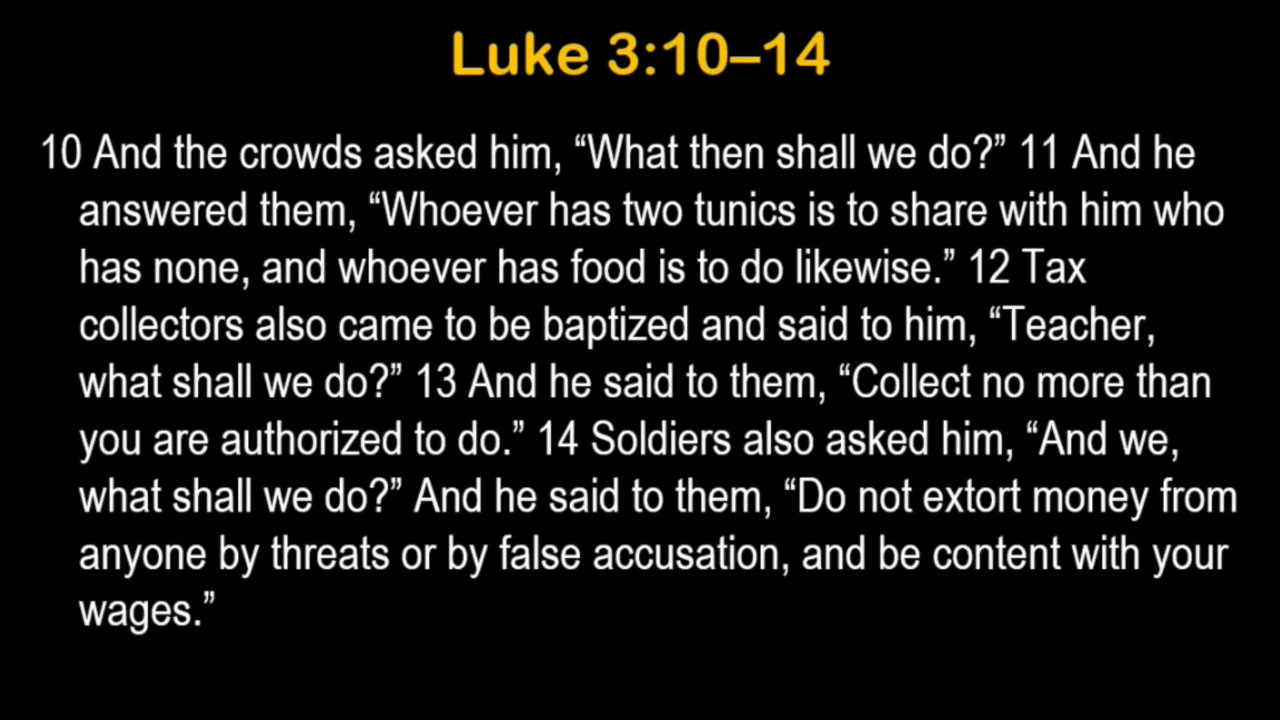 Luke 3:10–14
10 And the crowds asked him, “What then shall we do?” 11 And he
answered them, “Whoever has two tunics is to share with him who
has none, and whoever has food is to do likewise.” 12 Tax
collectors also came to be baptized and said to him, “Teacher,
what shall we do?” 13 And he said to them, “Collect no more than
you are authorized to do.” 14 Soldiers also asked him, “And we,
what shall we do?” And he said to them, “Do not extort money from
anyone by threats or by false accusation, and be content with your
wages.”